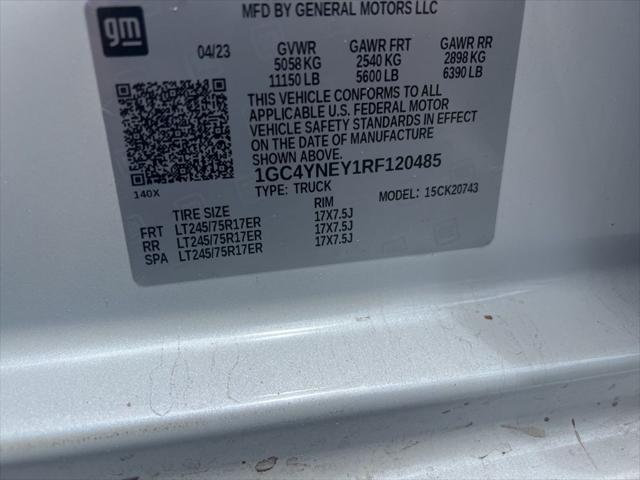 MFD BY GENERAL MOTORS LLC
gm
04/23
GVWR GAWR FRT GAWR RR
5058 KG 2540 KG 2898 KG
11150 LB 5600 LB 6390 LB
THIS VEHICLE CONFORMS TO ALL
APPLICABLE U.S. FEDERAL MOTOR
VEHICLE SAFETY STANDARDS IN EFFECT
ON THE DATE OF MANUFACTURE
SHOWN ABOVE.
1GC4YNEY1RF120485
TYPE: TRUCK MODEL: 15CK20743
140X
TIRE SIZE RIM
FRT LT245/75R17ER 17X7.5J
RR LT245/75R17ER 17X7.5J
SPA LT245/75R17ER 17X7.5J